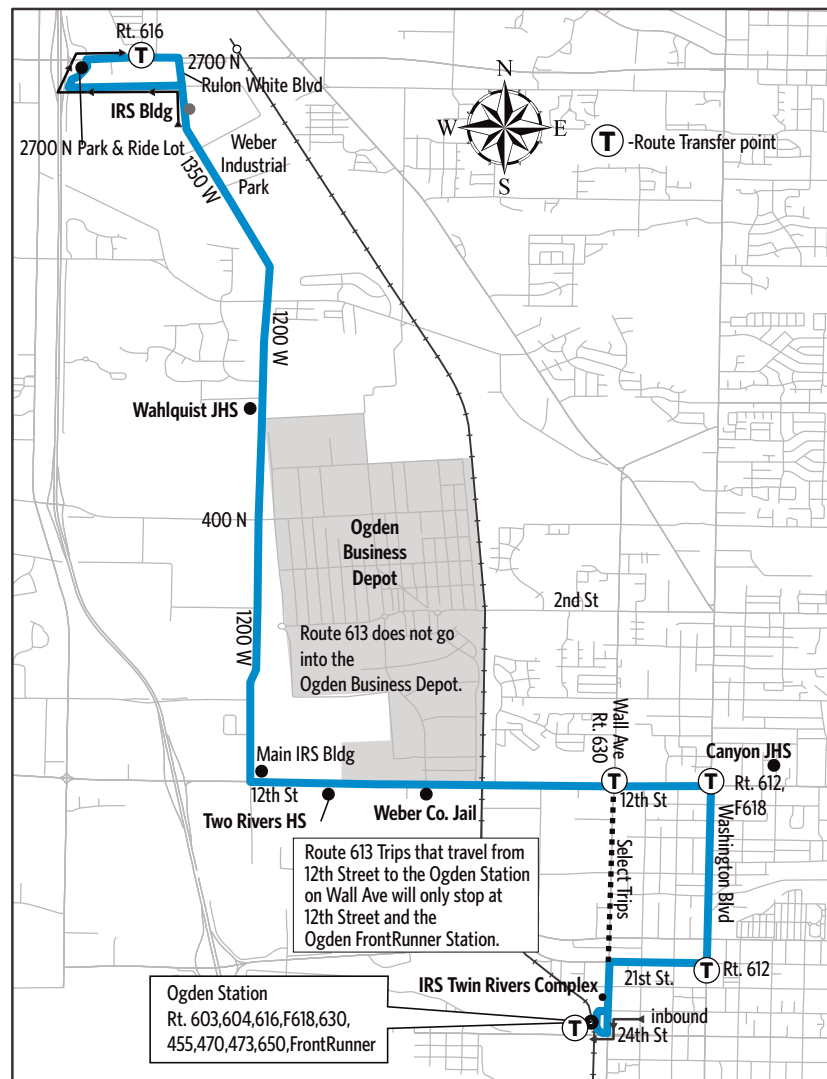 Rt. 616
T
2700 N
Rulon White Blvd
IRS Bldg
2700 N Park & Ride Lot
Weber
Industrial
Park
1350 W
N
W
E
S
T -Route Transfer point
1200 W
Wahlquist JHS
400 N
Ogden
Business
Depot
2nd St
1200 W
Route 613 does not go
into the
Ogden Business Depot.
Wall Ave
Rt. 630
Canyon JHS
Main IRS Bldg
T
T
Rt. 612,
F618
12th St
12th St
Two Rivers HS
Weber Co. Jail
Washington Blvd
Select Trips
Route 613 Trips that travel from
12th Street to the Ogden Station
on Wall Ave will only stop at
12th Street and the
Ogden FrontRunner Station.
T
Rt. 612
21st St.
IRS Twin Rivers Complex
Ogden Station
Rt. 603,604,616,F618,630,
455,470,473,650,FrontRunner
T
inbound
24th St